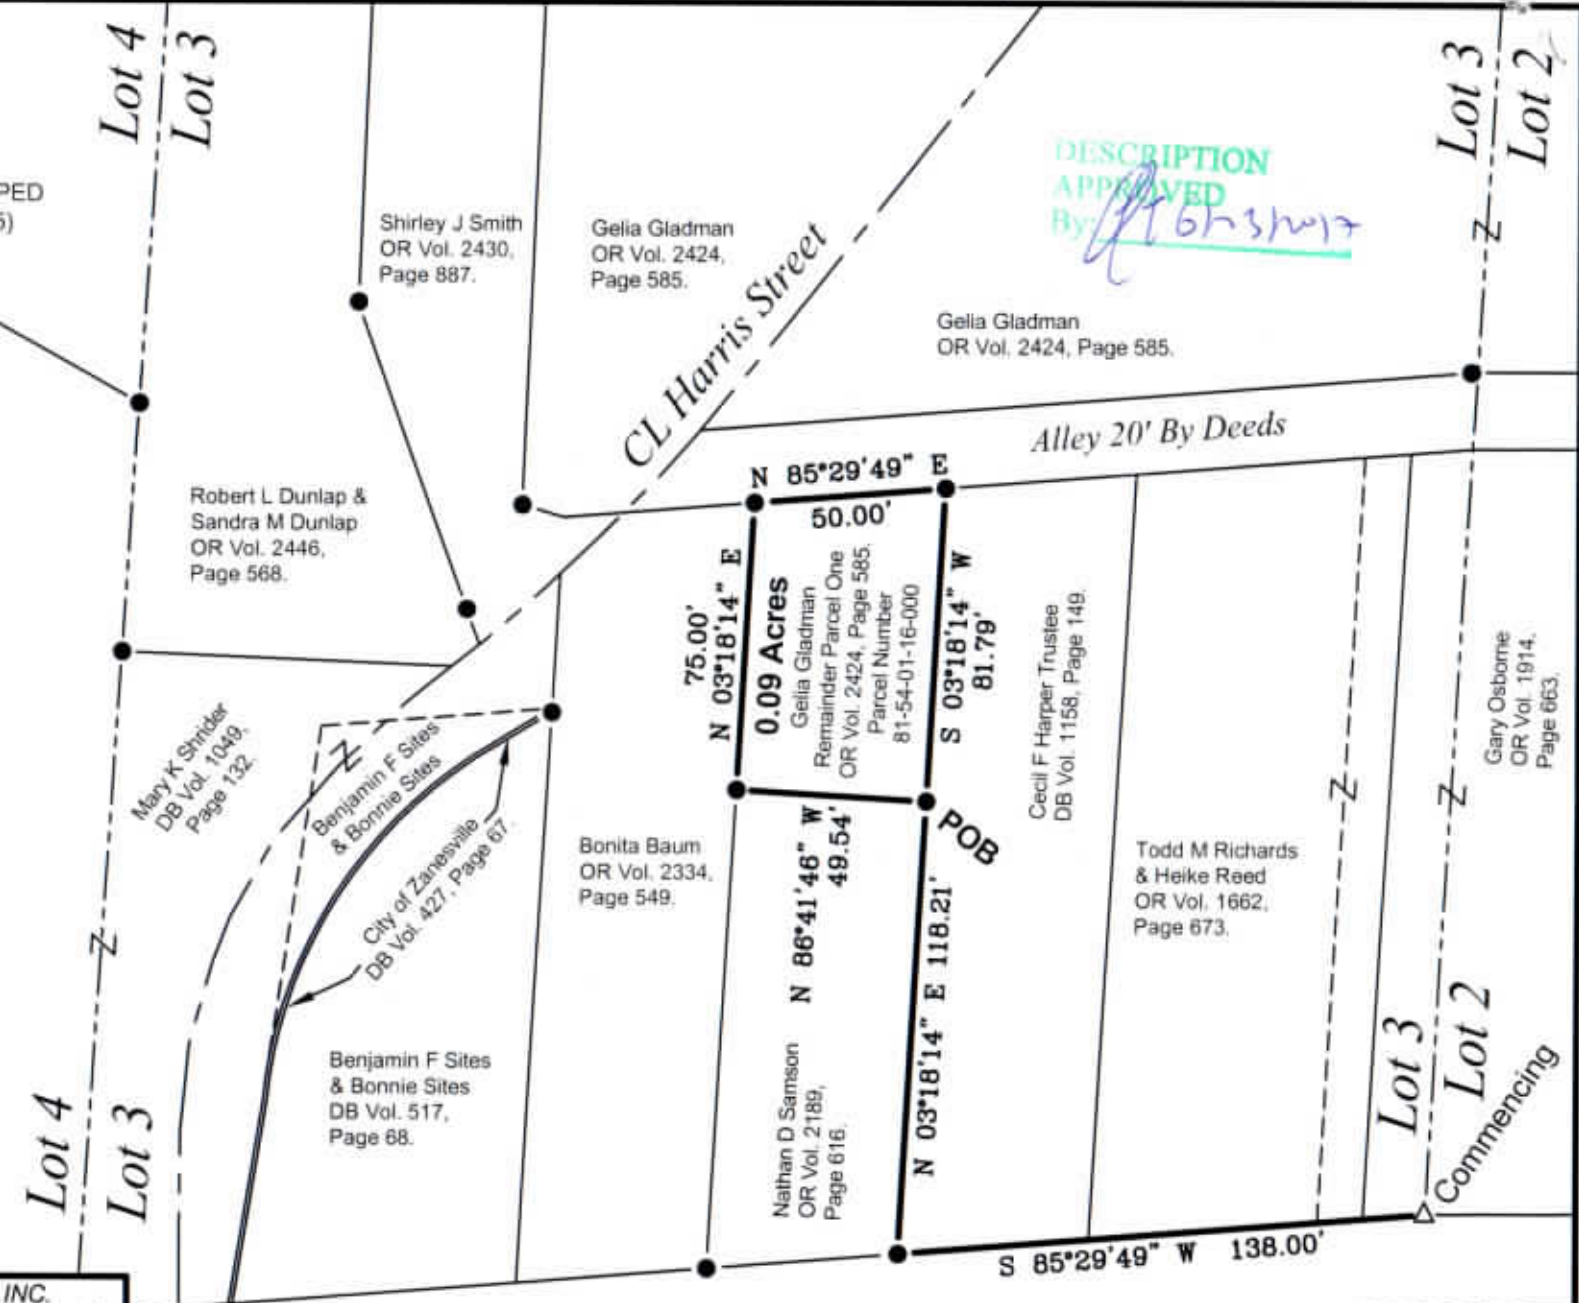 Lot 4
Lot 3
Lot 3
Lot 2
PED
5)
DESCRIPTION
APPROVED
By:
Shirley J Smith
OR Vol. 2430,
Page 887.
Gelia Gladman
OR Vol. 2424,
Page 585.
CL Harris Street
Gelia Gladman
OR Vol. 2424, Page 585.
Alley 20' By Deeds
N 85°29'49" E
50.00'
Robert L Dunlap &
Sandra M Dunlap
OR Vol. 2446,
Page 568.
75.00'
N 03°18'14" E
0.09 Acres
Gelia Gladman
Remainder Parcel One
OR Vol. 2424, Page 585.
Parcel Number
81-54-01-16-000
S 03°18'14" W
81.79'
Cecil F Harper Trustee
DB Vol. 1158, Page 149.
Gary Osborne
OR Vol. 1914,
Page 663.
Mary K Shrider
DB Vol. 1049,
Page 132.
Benjamin F Sites
& Bonnie Sites
City of Zanesville
DB Vol. 427, Page 67.
Bonita Baum
OR Vol. 2334,
Page 549.
N 86°41'46" W
49.54'
POB
Todd M Richards
& Heike Reed
OR Vol. 1662,
Page 673.
N 03°18'14" E 118.21'
Nathan D Samson
OR Vol. 2189,
Page 616.
Benjamin F Sites
& Bonnie Sites
DB Vol. 517,
Page 68.
Lot 4
Lot 3
Lot 3
Lot 2
Commencing
S 85°29'49" W 138.00'
INC.